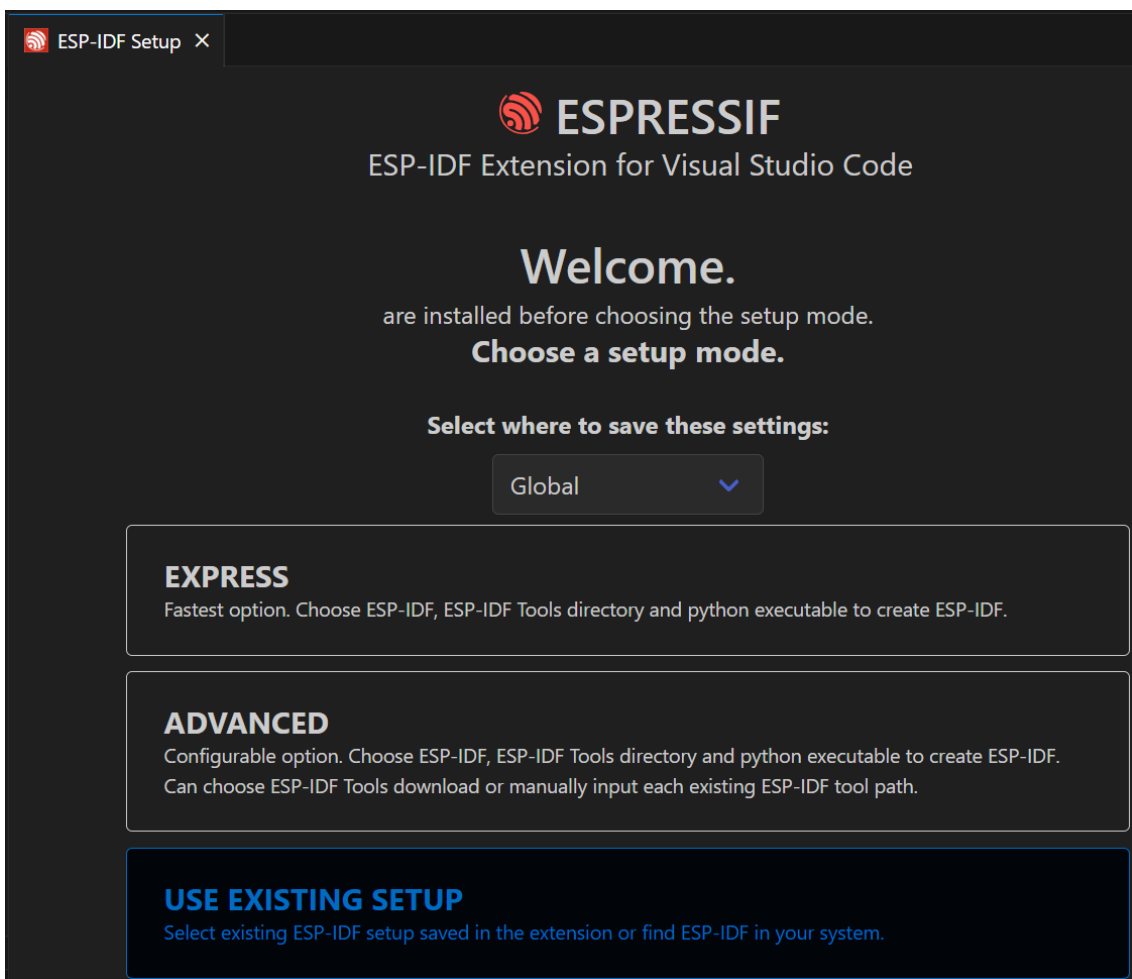 ESP-IDF Setup
ESPRESSIF
ESP-IDF Extension for Visual Studio Code
Welcome.
are installed before choosing the setup mode.
Choose a setup mode.
Select where to save these settings:
Global
EXPRESS
Fastest option. Choose ESP-IDF, ESP-IDF Tools directory and python executable to create ESP-IDF.
ADVANCED
Configurable option. Choose ESP-IDF, ESP-IDF Tools directory and python executable to create ESP-IDF.
Can choose ESP-IDF Tools download or manually input each existing ESP-IDF tool path.
USE EXISTING SETUP
Select existing ESP-IDF setup saved in the extension or find ESP-IDF in your system.